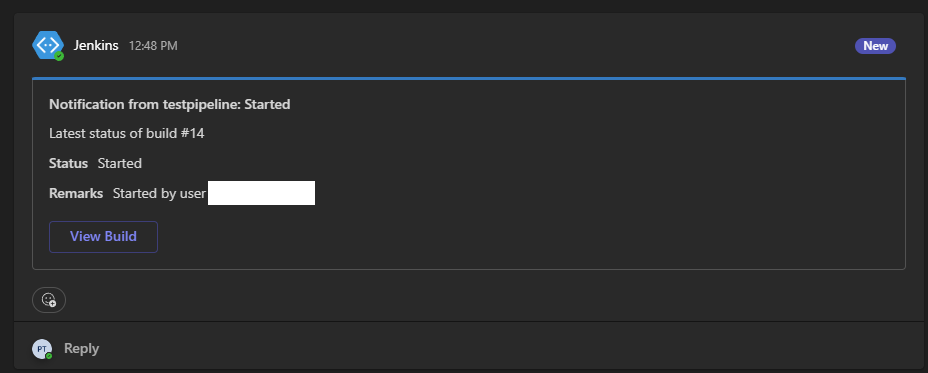 Jenkins 12:48 PM New
Notification from testpipeline: Started
Latest status of build #14
Status Started
Remarks Started by user
View Build
PT Reply